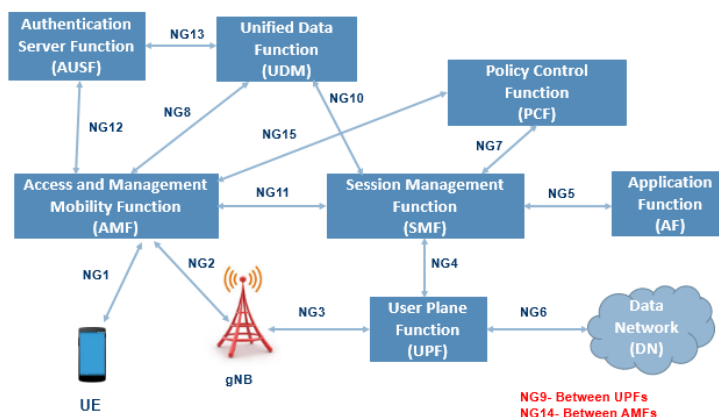 Authentication
Server Function
(AUSF)
NG13
Unified Data
Function
(UDM)
Policy Control
Function
(PCF)
NG12
NG8
NG10
NG15
NG7
Access and Management
Mobility Function
(AMF)
NG11
Session Management
Function
(SMF)
NG5
Application
Function
(AF)
NG1
NG2
NG4
NG3
User Plane
Function
(UPF)
NG6
Data
Network
(DN)
gNB
UE
NG9- Between UPFs
NG14- Between AMFs